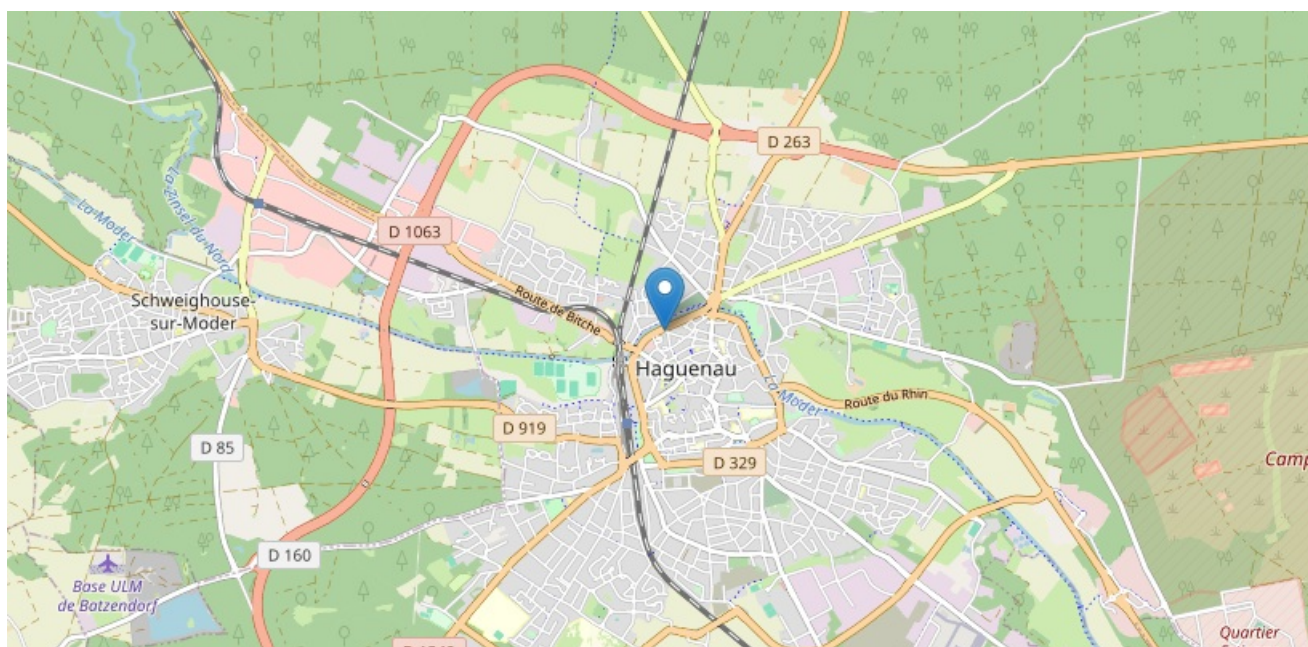 D 263
La Moder
La Zinsel du Nord
D 1063
Schweighouse-
sur-Moder
Route de Bitche
Haguenau
La Moder
Route du Rhin
D 919
D 85
D 329
D 160
Base ULM
de Batzendorf
Quartier